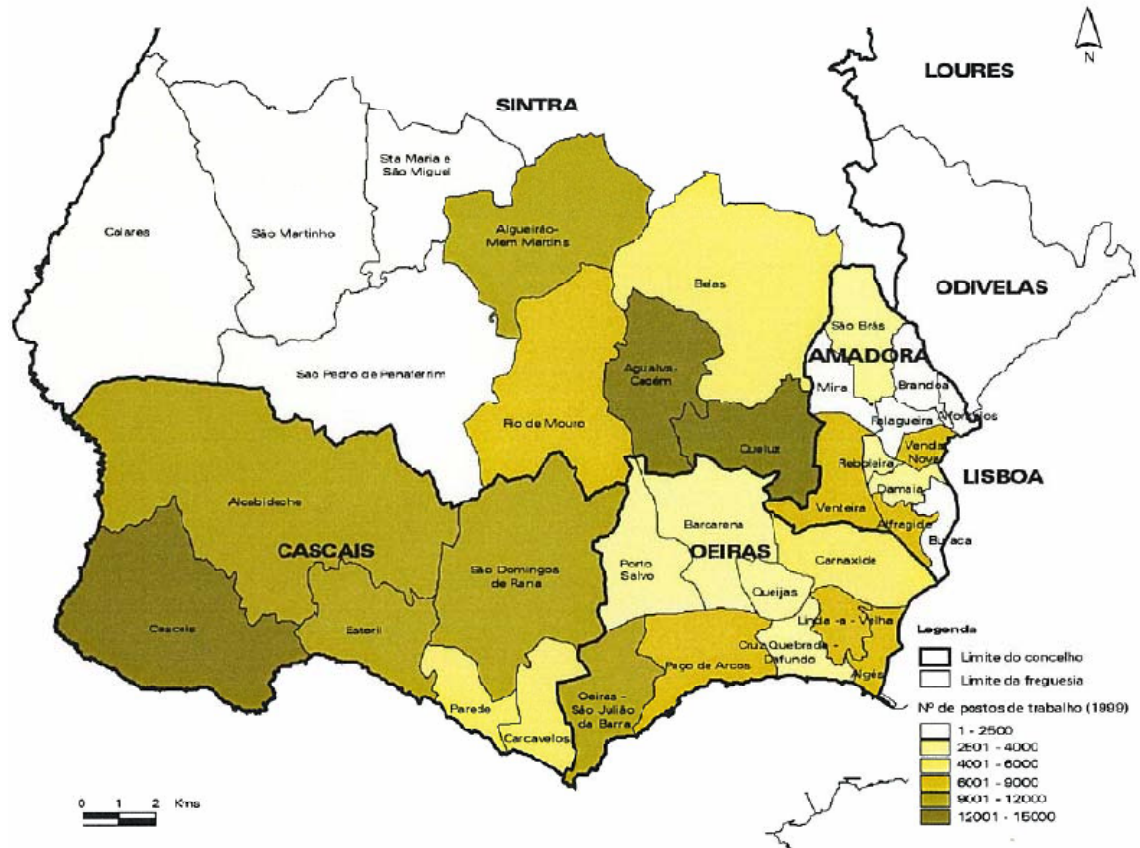 N
LOURES
SINTRA
Sta Maria e
São Miguel
Algueirão-
Mem Martins
Colares
São Martinho
Belas
ODIVELAS
São Brás
AMADORA
Agualva-
Cacém
Mira
Brandoa
São Pedro de Penaferrim
Falagueira
Alfornelos
Rio de Mouro
Queluz
Venda
Nova
Reboleira
LISBOA
Damaia
Alcabideche
Venteira
Alfragide
Barcarena
Buraca
CASCAIS
OEIRAS
Carnaxide
São Domingos
de Rana
Porto
Salvo
Queijas
Cascais
Estoril
Linda -a - Velha
Legenda
Cruz Quebrada -
Dafundo
Limite do concelho
Paço de Arcos
Algés
Limite da freguesia
Oeiras -
São Julião
da Barra
Parede
Nº de postos de trabalho (1999)
Carcavelos
1 - 2500
2501 - 4000
4001 - 6000
6001 - 9000
9001 - 12000
12001 - 15000
0 1 2 Kms